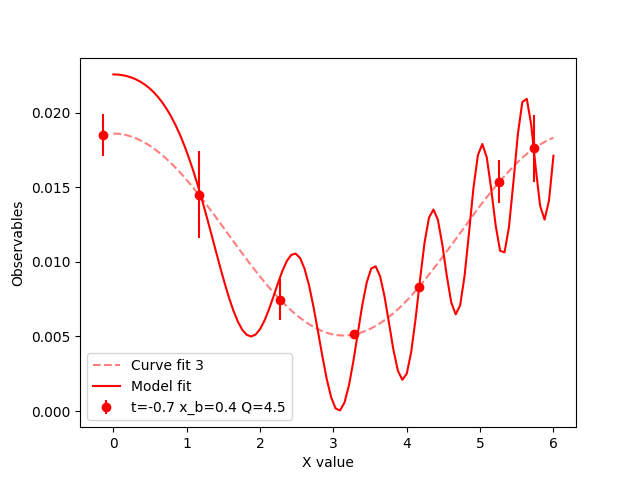 0.020
0.015
0.010
0.005
0.000
Observables
Curve fit 3
Model fit
t=-0.7 x_b=0.4 Q=4.5
0 1 2 3 4 5 6
X value